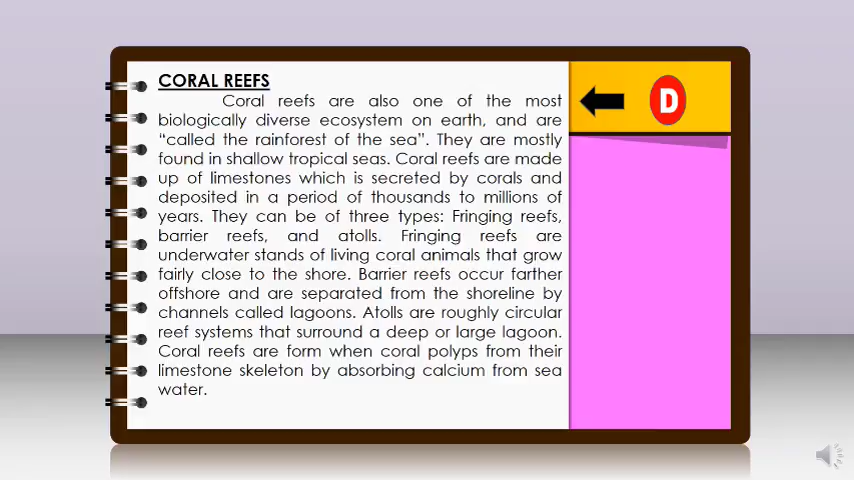 CORAL REEFS
Coral reefs are also one of the most
biologically diverse ecosystem on earth, and are
“called the rainforest of the sea”. They are mostly
found in shallow tropical seas. Coral reefs are made
up of limestones which is secreted by corals and
deposited in a period of thousands to millions of
years. They can be of three types: Fringing reefs,
barrier reefs, and atolls. Fringing reefs are
underwater stands of living coral animals that grow
fairly close to the shore. Barrier reefs occur farther
offshore and are separated from the shoreline by
channels called lagoons. Atolls are roughly circular
reef systems that surround a deep or large lagoon.
Coral reefs are form when coral polyps from their
limestone skeleton by absorbing calcium from sea
water.
D